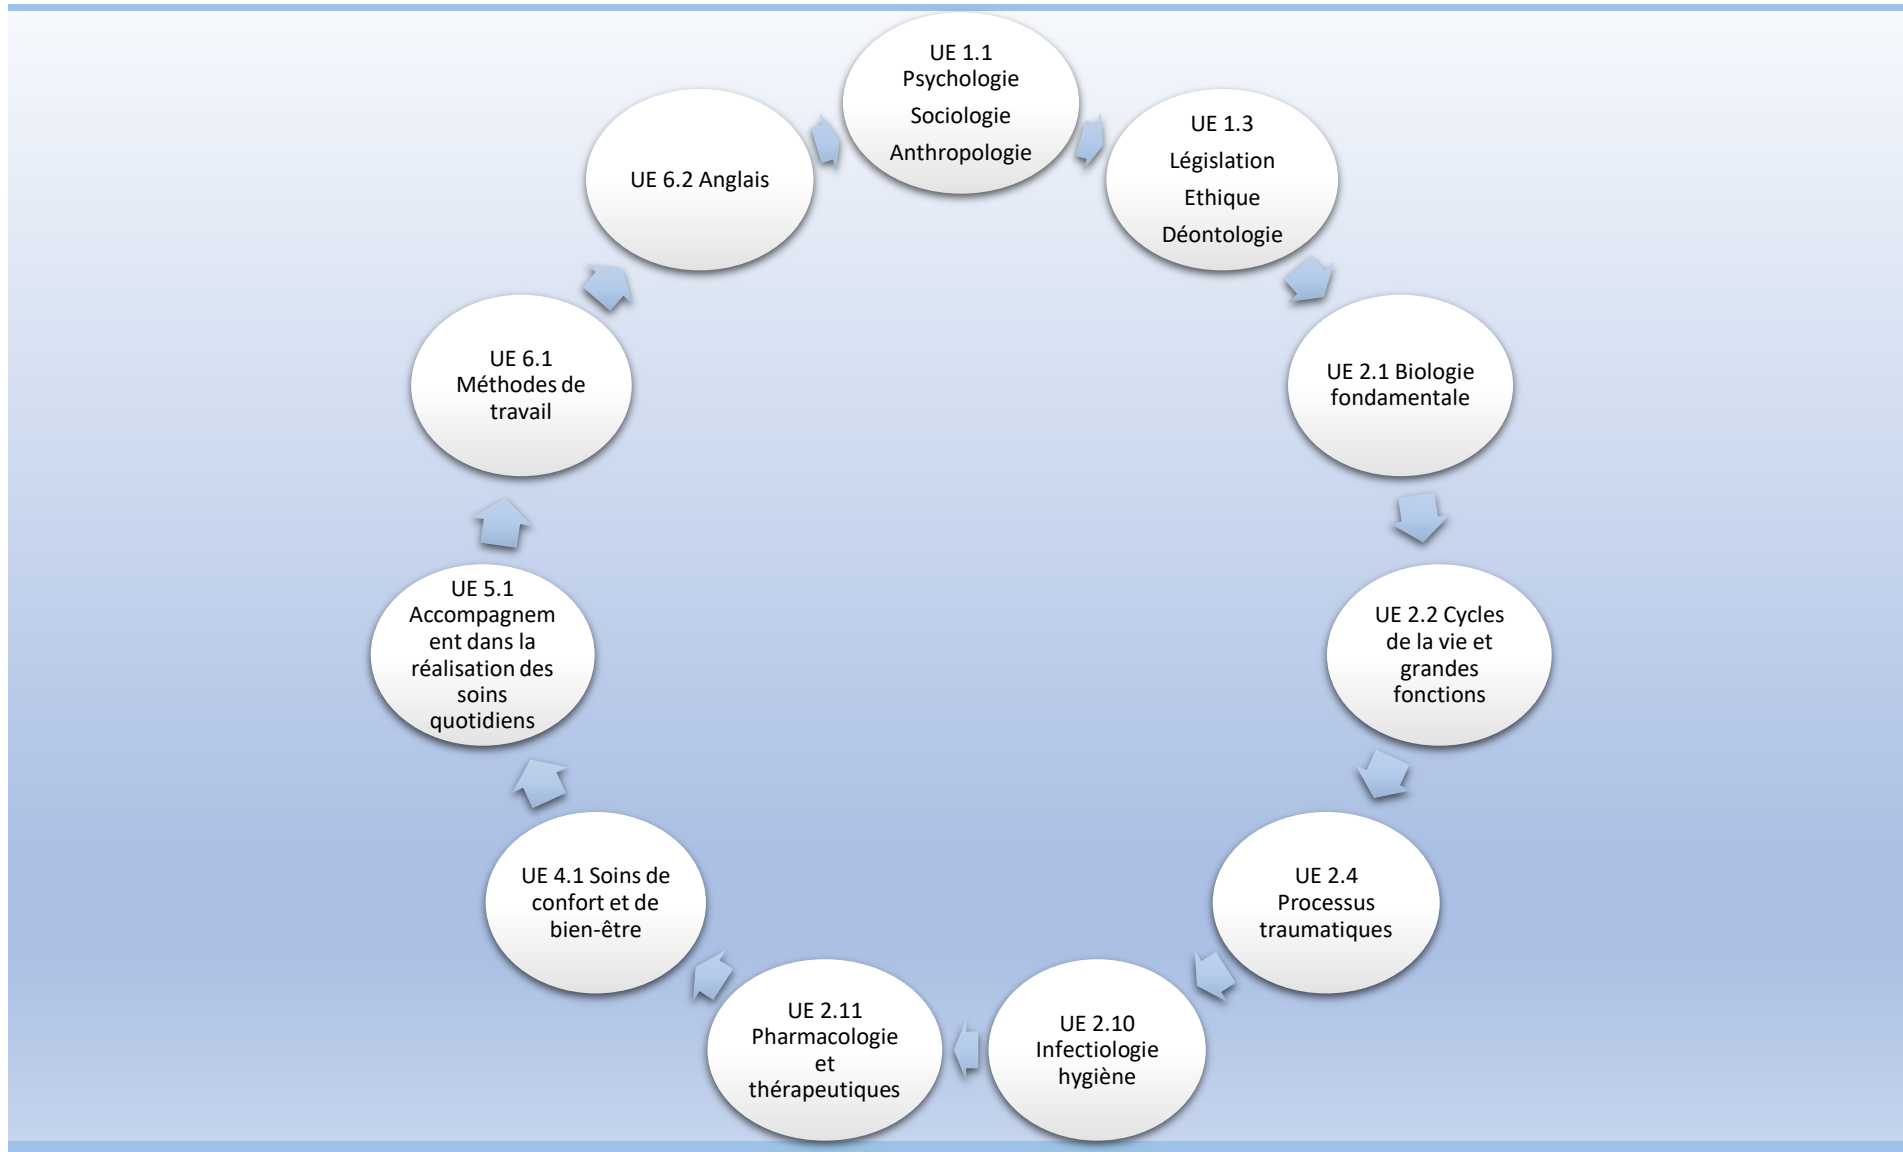 UE 1.1
Psychologie
Sociologie
Anthropologie
UE 1.3
Législation
Ethique
Déontologie
UE 2.1 Biologie
fondamentale
UE 2.2 Cycles
de la vie et
grandes
fonctions
UE 2.4
Processus
traumatiques
UE 2.10
Infectiologie
hygiène
UE 2.11
Pharmacologie
et
thérapeutiques
UE 4.1 Soins de
confort et de
bien-être
UE 5.1
Accompagnem
ent dans la
réalisation des
soins
quotidiens
UE 6.1
Méthodes de
travail
UE 6.2 Anglais